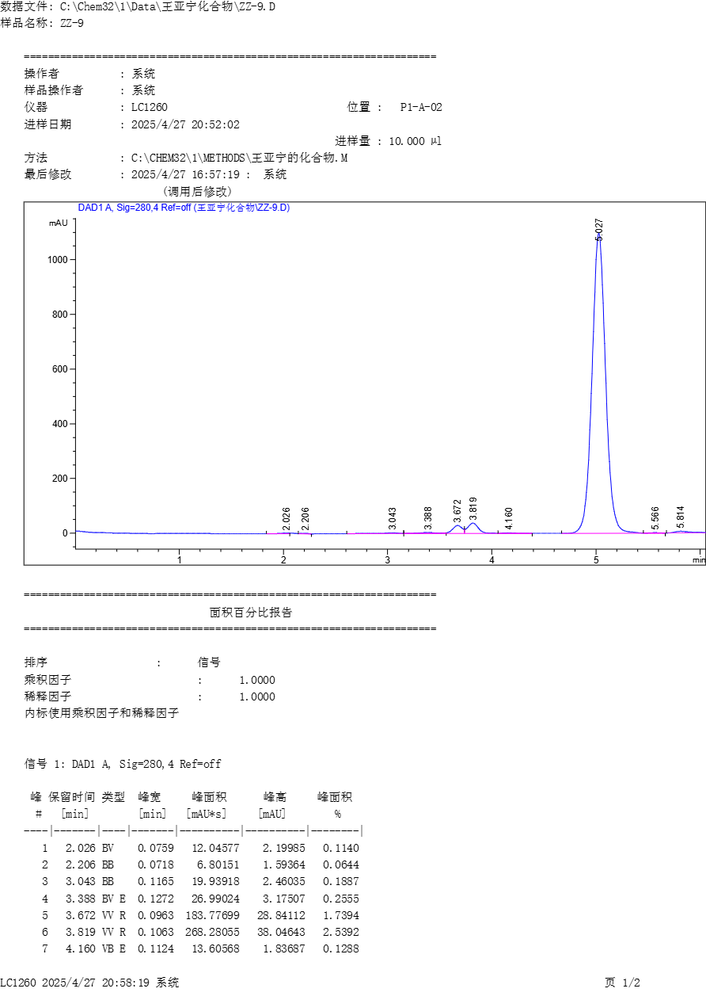 数据文件: C:\Chem32\1\Data\王亚宁化合物\ZZ-9.D
样品名称: ZZ-9
=====================================================================
操作者 : 系统
样品操作者 : 系统
仪器 : LC1260 位置 : P1-A-02
进样日期 : 2025/4/27 20:52:02
进样量 : 10.000 µl
方法 : C:\CHEM32\1\METHODS\王亚宁的化合物.M
最后修改 : 2025/4/27 16:57:19 : 系统
(调用后修改)
DAD1 A, Sig=280,4 Ref=off (王亚宁化合物\ZZ-9.D)
mAU
1000
800
600
400
200
0
2.026
2.206
3.043
3.388
3.672
3.819
4.160
5.027
5.566
5.814
1 2 3 4 5 min
=====================================================================
面积百分比报告
=====================================================================
排序 : 信号
乘积因子 : 1.0000
稀释因子 : 1.0000
内标使用乘积因子和稀释因子
信号 1: DAD1 A, Sig=280,4 Ref=off
峰 保留时间 类型 峰宽 峰面积 峰高 峰面积
# [min] [min] [mAU*s] [mAU] %
----|-------|----|-------|----------|----------|--------|
1 2.026 BV 0.0759 12.04577 2.19985 0.1140
2 2.206 BB 0.0718 6.80151 1.59364 0.0644
3 3.043 BB 0.1165 19.93918 2.46035 0.1887
4 3.388 BV E 0.1272 26.99024 3.17507 0.2555
5 3.672 VV R 0.0963 183.77699 28.84112 1.7394
6 3.819 VV R 0.1063 268.28055 38.04643 2.5392
7 4.160 VB E 0.1124 13.60568 1.83687 0.1288
LC1260 2025/4/27 20:58:19 系统 页 1/2